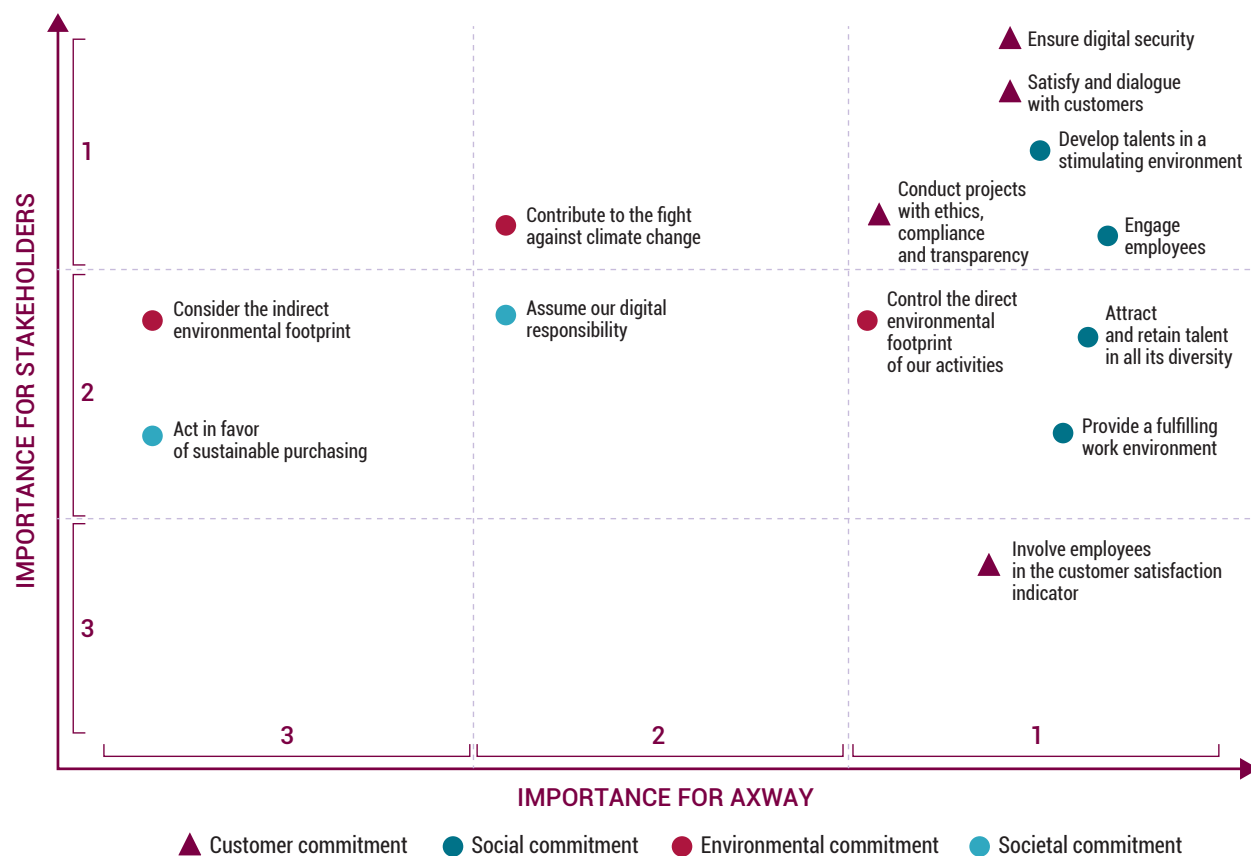 Ensure digital security
Satisfy and dialogue
with customers
Develop talents in a
stimulating environment
1
Conduct projects
with ethics,
compliance
and transparency
Contribute to the fight
against climate change
Engage
employees
IMPORTANCE FOR STAKEHOLDERS
Consider the indirect
environmental footprint
Assume our digital
responsibility
Control the direct
environmental
footprint
of our activities
Attract
and retain talent
in all its diversity
2
Act in favor
of sustainable purchasing
Provide a fulfilling
work environment
Involve employees
in the customer satisfaction
indicator
3
3
2
1
IMPORTANCE FOR AXWAY
Customer commitment
Social commitment
Environmental commitment
Societal commitment